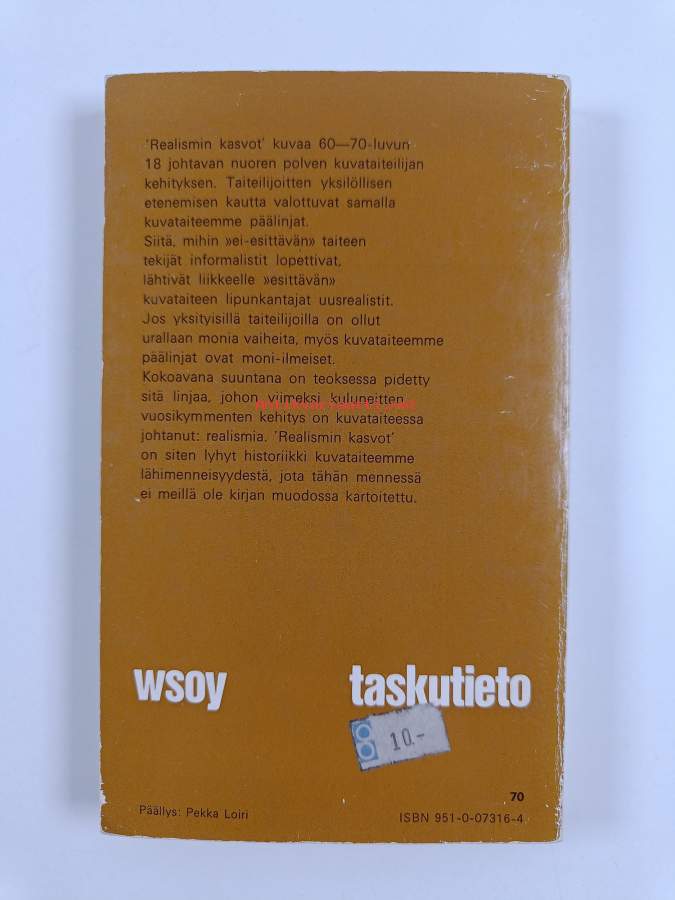 'Realismin kasvot' kuvaa 60—70-luvun
18 johtavan nuoren polven kuvataiteilijan
kehityksen. Taiteilijoitten yksilöllisen
etenemisen kautta valottuvat samalla
kuvataiteemme päälinjat.
Siitä, mihin »ei-esittävän» taiteen
tekijät informalistit lopettivat,
lähtivät liikkeelle »esittävän»
kuvataiteen lipunkantajat uusrealistit.
Jos yksityisillä taiteilijoilla on ollut
urallaan monia vaiheita, myös kuvataiteemme
päälinjat ovat moni-ilmeiset.
Kokoavana suuntana on teoksessa pidetty
sitä linjaa, johon viimeksi kuluneitten
vuosikymmenten kehitys on kuvataiteessa
johtanut: realismia. 'Realismin kasvot'
on siten lyhyt historiikki kuvataiteemme
lähimenneisyydestä, jota tähän mennessä
ei meillä ole kirjan muodossa kartoitettu.
wsoy taskutieto
10.-
70
Päällys: Pekka Loiri ISBN 951-0-07316-4